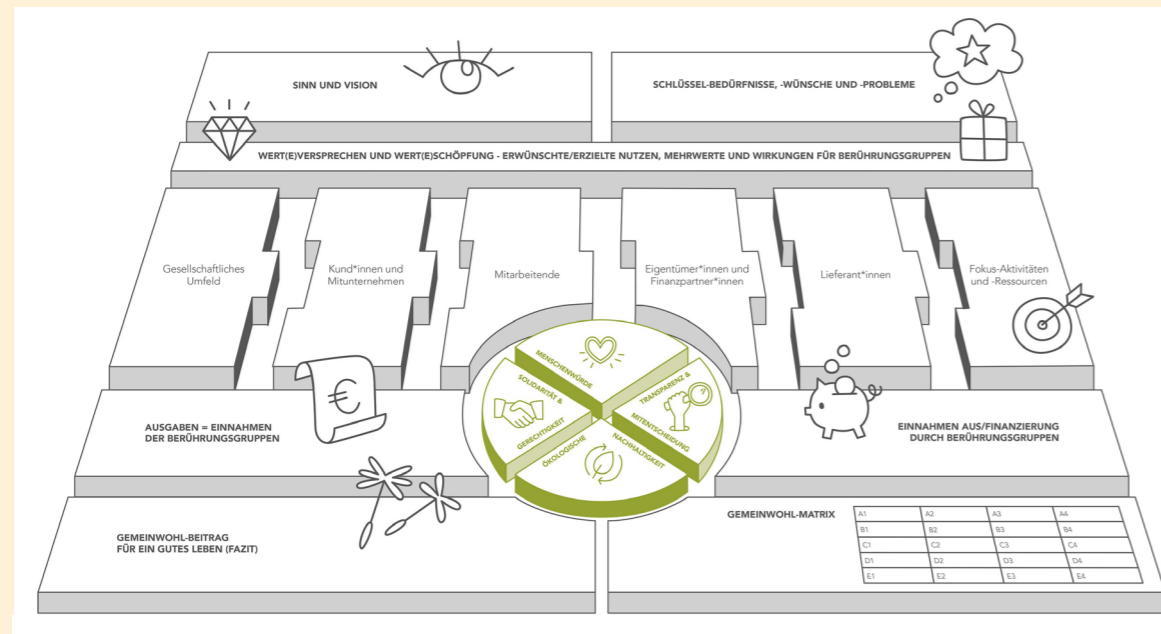 SINN UND VISION
SCHLÜSSEL-BEDÜRFNISSE, -WÜNSCHE UND -PROBLEME
WERT(E)VERSPRECHEN UND WERT(E)SCHÖPFUNG - ERWÜNSCHTE/ERZIELTE NUTZEN, MEHRWERTE UND WIRKUNGEN FÜR BERÜHRUNGSGRUPPEN
Gesellschaftliches
Umfeld
Kund*innen und
Mitunternehmen
Mitarbeitende
Eigentümer*innen und
Finanzpartner*innen
Lieferant*innen
Fokus-Aktivitäten
und -Ressourcen
MENSCHENWÜRDE
SOLIDARITÄT &
GERECHTIGKEIT
TRANSPARENZ &
MITENTSCHEIDUNG
ÖKOLOGISCHE
NACHHALTIGKEIT
€
AUSGABEN = EINNAHMEN
DER BERÜHRUNGSGRUPPEN
EINNAHMEN AUS/FINANZIERUNG
DURCH BERÜHRUNGSGRUPPEN
GEMEINWOHL-BEITRAG
FÜR EIN GUTES LEBEN (FAZIT)
GEMEINWOHL-MATRIX
A1 A2 A3 A4
B1 B2 B3 B4
C1 C2 C3 C4
D1 D2 D3 D4
E1 E2 E3 E4